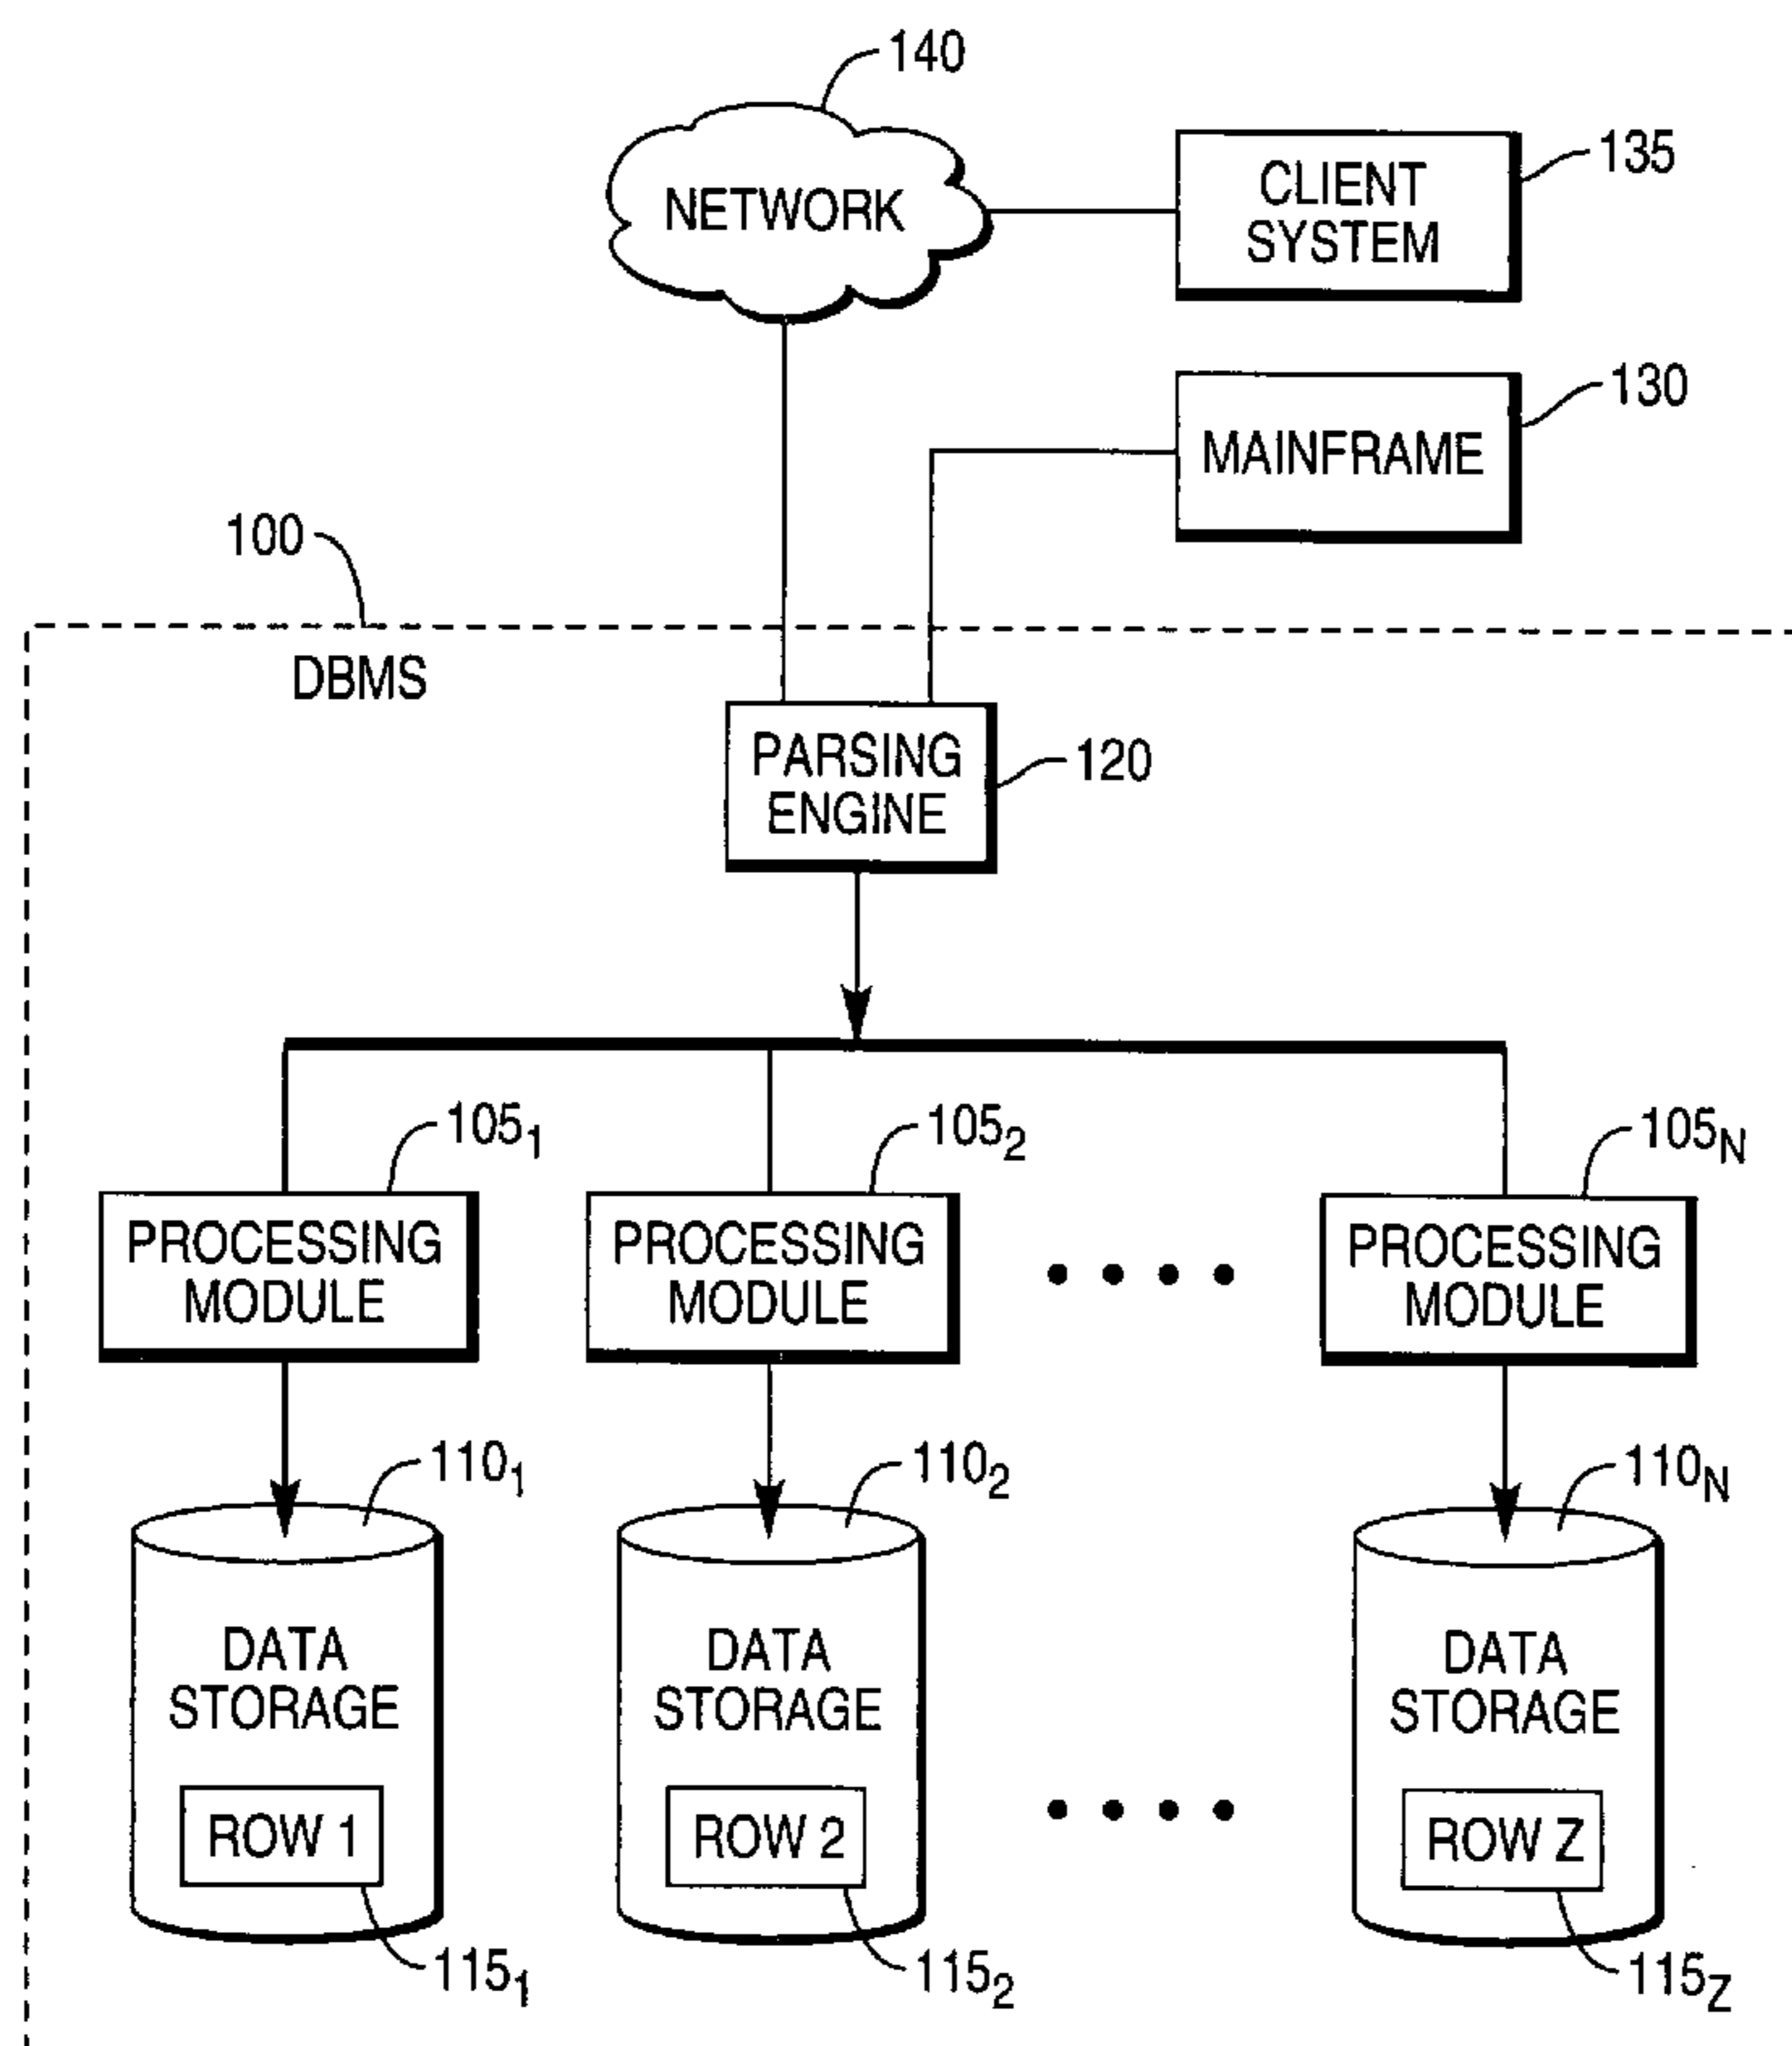 140
NETWORK
CLIENT
SYSTEM
135
MAINFRAME
130
100
DBMS
PARSING
ENGINE
120
105₁
105₂
105N
PROCESSING
MODULE
PROCESSING
MODULE
PROCESSING
MODULE
110₁
110₂
110N
DATA
STORAGE
ROW 1
DATA
STORAGE
ROW 2
DATA
STORAGE
ROW Z
115₁
115₂
115Z